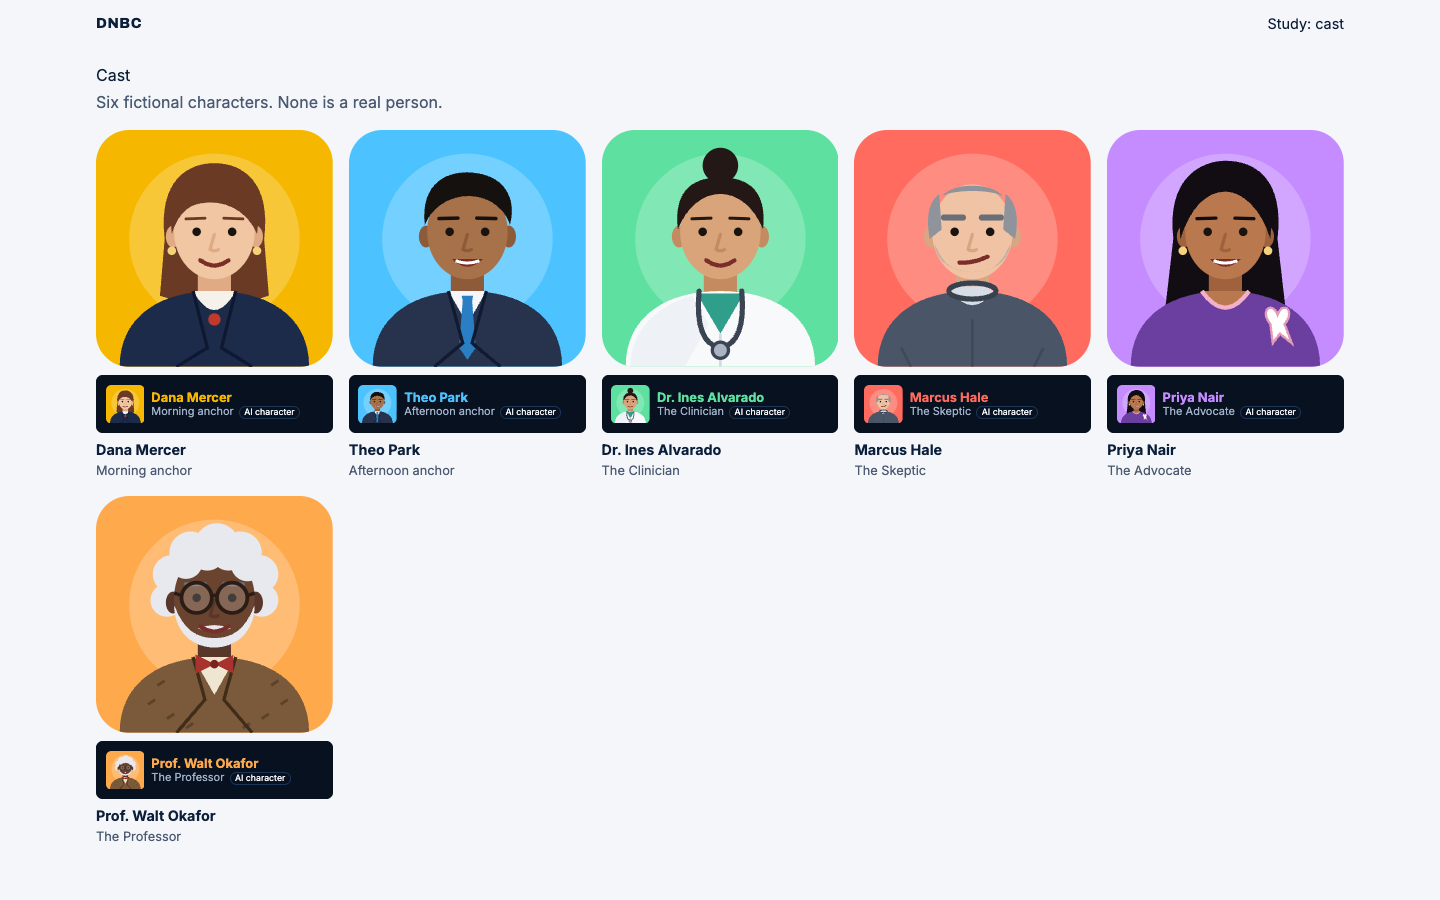 DNBC
Study: cast
Cast
Six fictional characters. None is a real person.
Dana Mercer
Morning anchor AI character
Dana Mercer
Morning anchor
Theo Park
Afternoon anchor AI character
Theo Park
Afternoon anchor
Dr. Ines Alvarado
The Clinician AI character
Dr. Ines Alvarado
The Clinician
Marcus Hale
The Skeptic AI character
Marcus Hale
The Skeptic
Priya Nair
The Advocate AI character
Priya Nair
The Advocate
Prof. Walt Okafor
The Professor AI character
Prof. Walt Okafor
The Professor